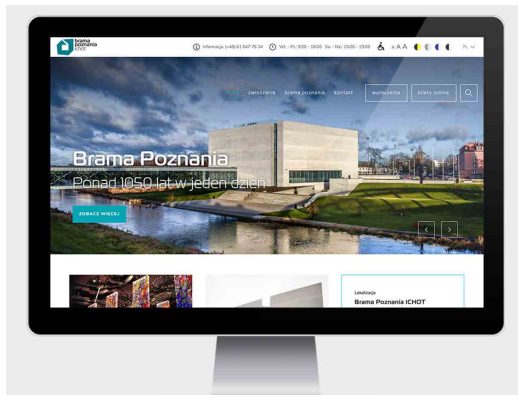 brama
poznania
ICHOT
Informacja: (+48) 61 647 76 34
Wt. - Pt.: 9:00 - 18:00 So. - Nd.: 10:00 - 19:00
A A A
PL
zwiedzanie
brama poznania
kontakt
wydarzenia
bilety online
Brama Poznania
Ponad 1050 lat w jeden dzień
ZOBACZ WIĘCEJ
Lokalizacja
Brama Poznania ICHOT